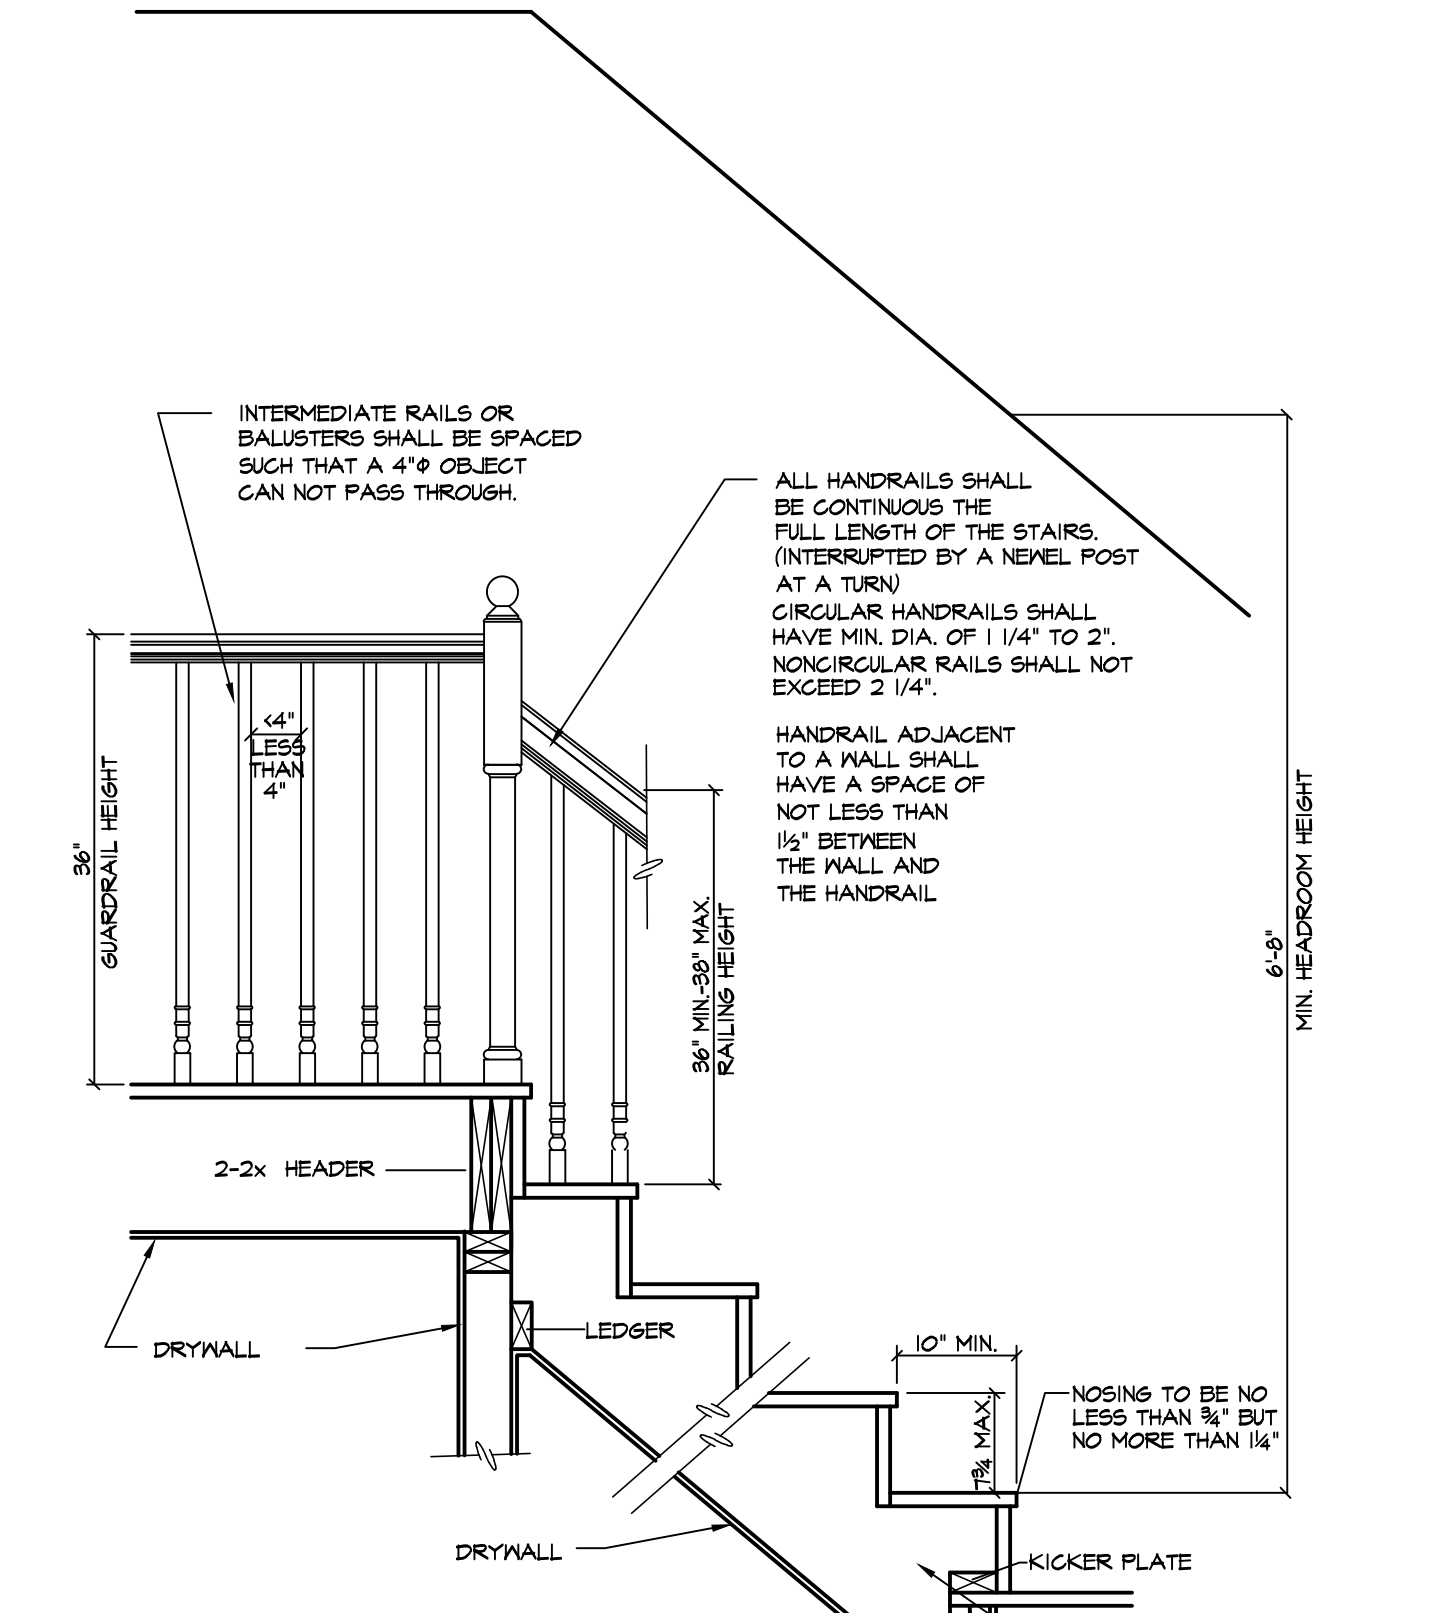 INTERMEDIATE RAILS OR
BALUSTERS SHALL BE SPACED
SUCH THAT A 4"Φ OBJECT
CAN NOT PASS THROUGH.
ALL HANDRAILS SHALL
BE CONTINUOUS THE
FULL LENGTH OF THE STAIRS.
(INTERRUPTED BY A NEWEL POST
AT A TURN)
CIRCULAR HANDRAILS SHALL
HAVE MIN. DIA. OF 1 1/4" TO 2".
NONCIRCULAR RAILS SHALL NOT
EXCEED 2 1/4".
HANDRAIL ADJACENT
TO A WALL SHALL
HAVE A SPACE OF
NOT LESS THAN
1½" BETWEEN
THE WALL AND
THE HANDRAIL
<4"
LESS
THAN
4"
36"
GUARDRAIL HEIGHT
36" MIN.-38" MAX.
RAILING HEIGHT
6'-8"
MIN. HEADROOM HEIGHT
2-2x HEADER
DRYWALL
LEDGER
10" MIN.
7¾ MAX.
NOSING TO BE NO
LESS THAN ¾" BUT
NO MORE THAN 1¼"
DRYWALL
KICKER PLATE